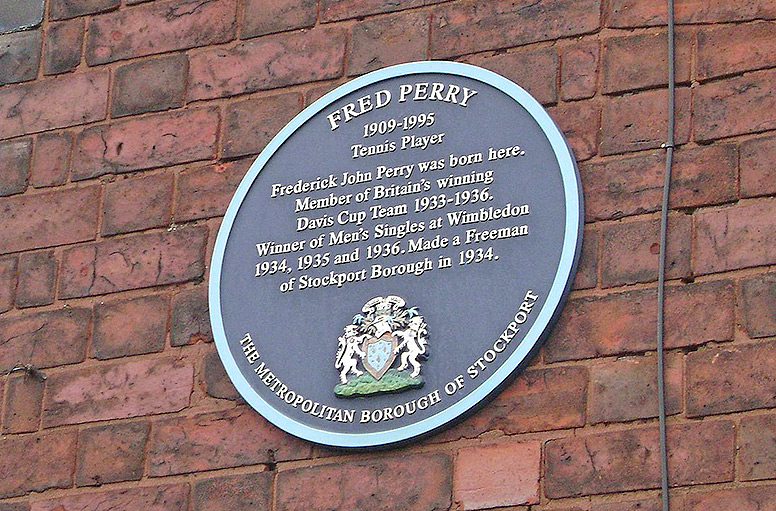 FRED PERRY
1909-1995
Tennis Player
Frederick John Perry was born here.
Member of Britain's winning
Davis Cup Team 1933-1936.
Winner of Men's Singles at Wimbledon
1934, 1935 and 1936. Made a Freeman
of Stockport Borough in 1934.
THE METROPOLITAN BOROUGH OF STOCKPORT